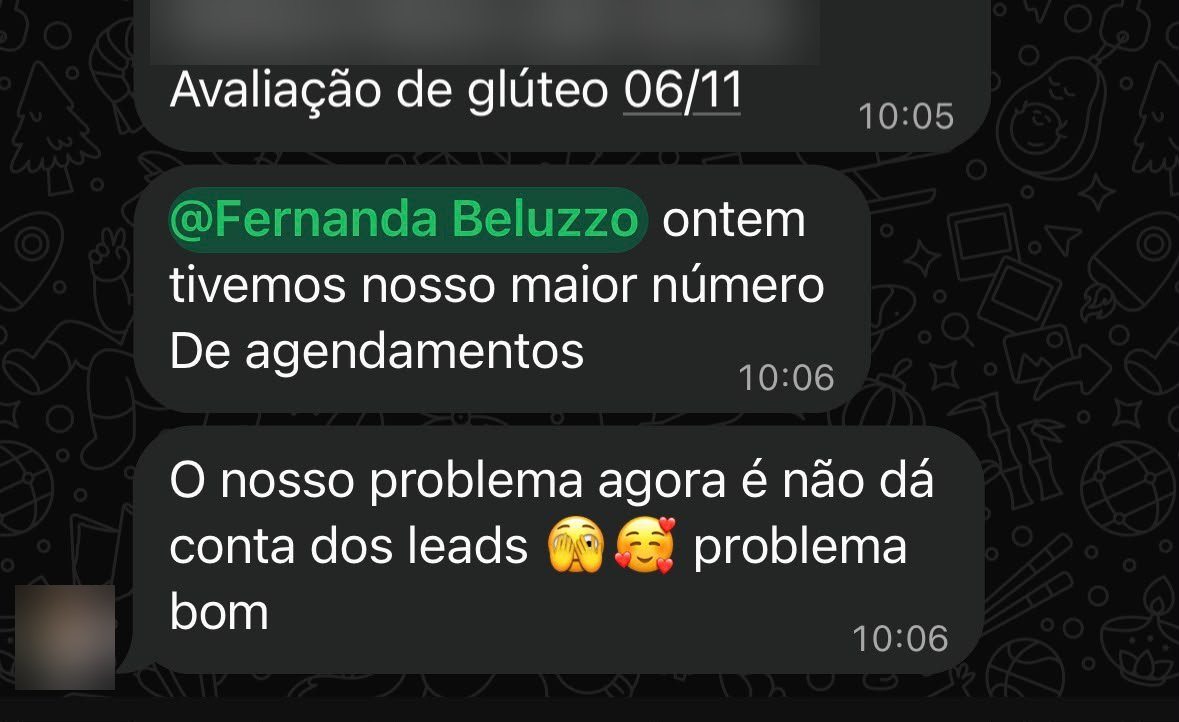 Avaliação de glúteo 06/11
10:05
@Fernanda Beluzzo ontem
tivemos nosso maior número
De agendamentos
10:06
O nosso problema agora é não dá
conta dos leads 🫣🥰 problema
bom
10:06